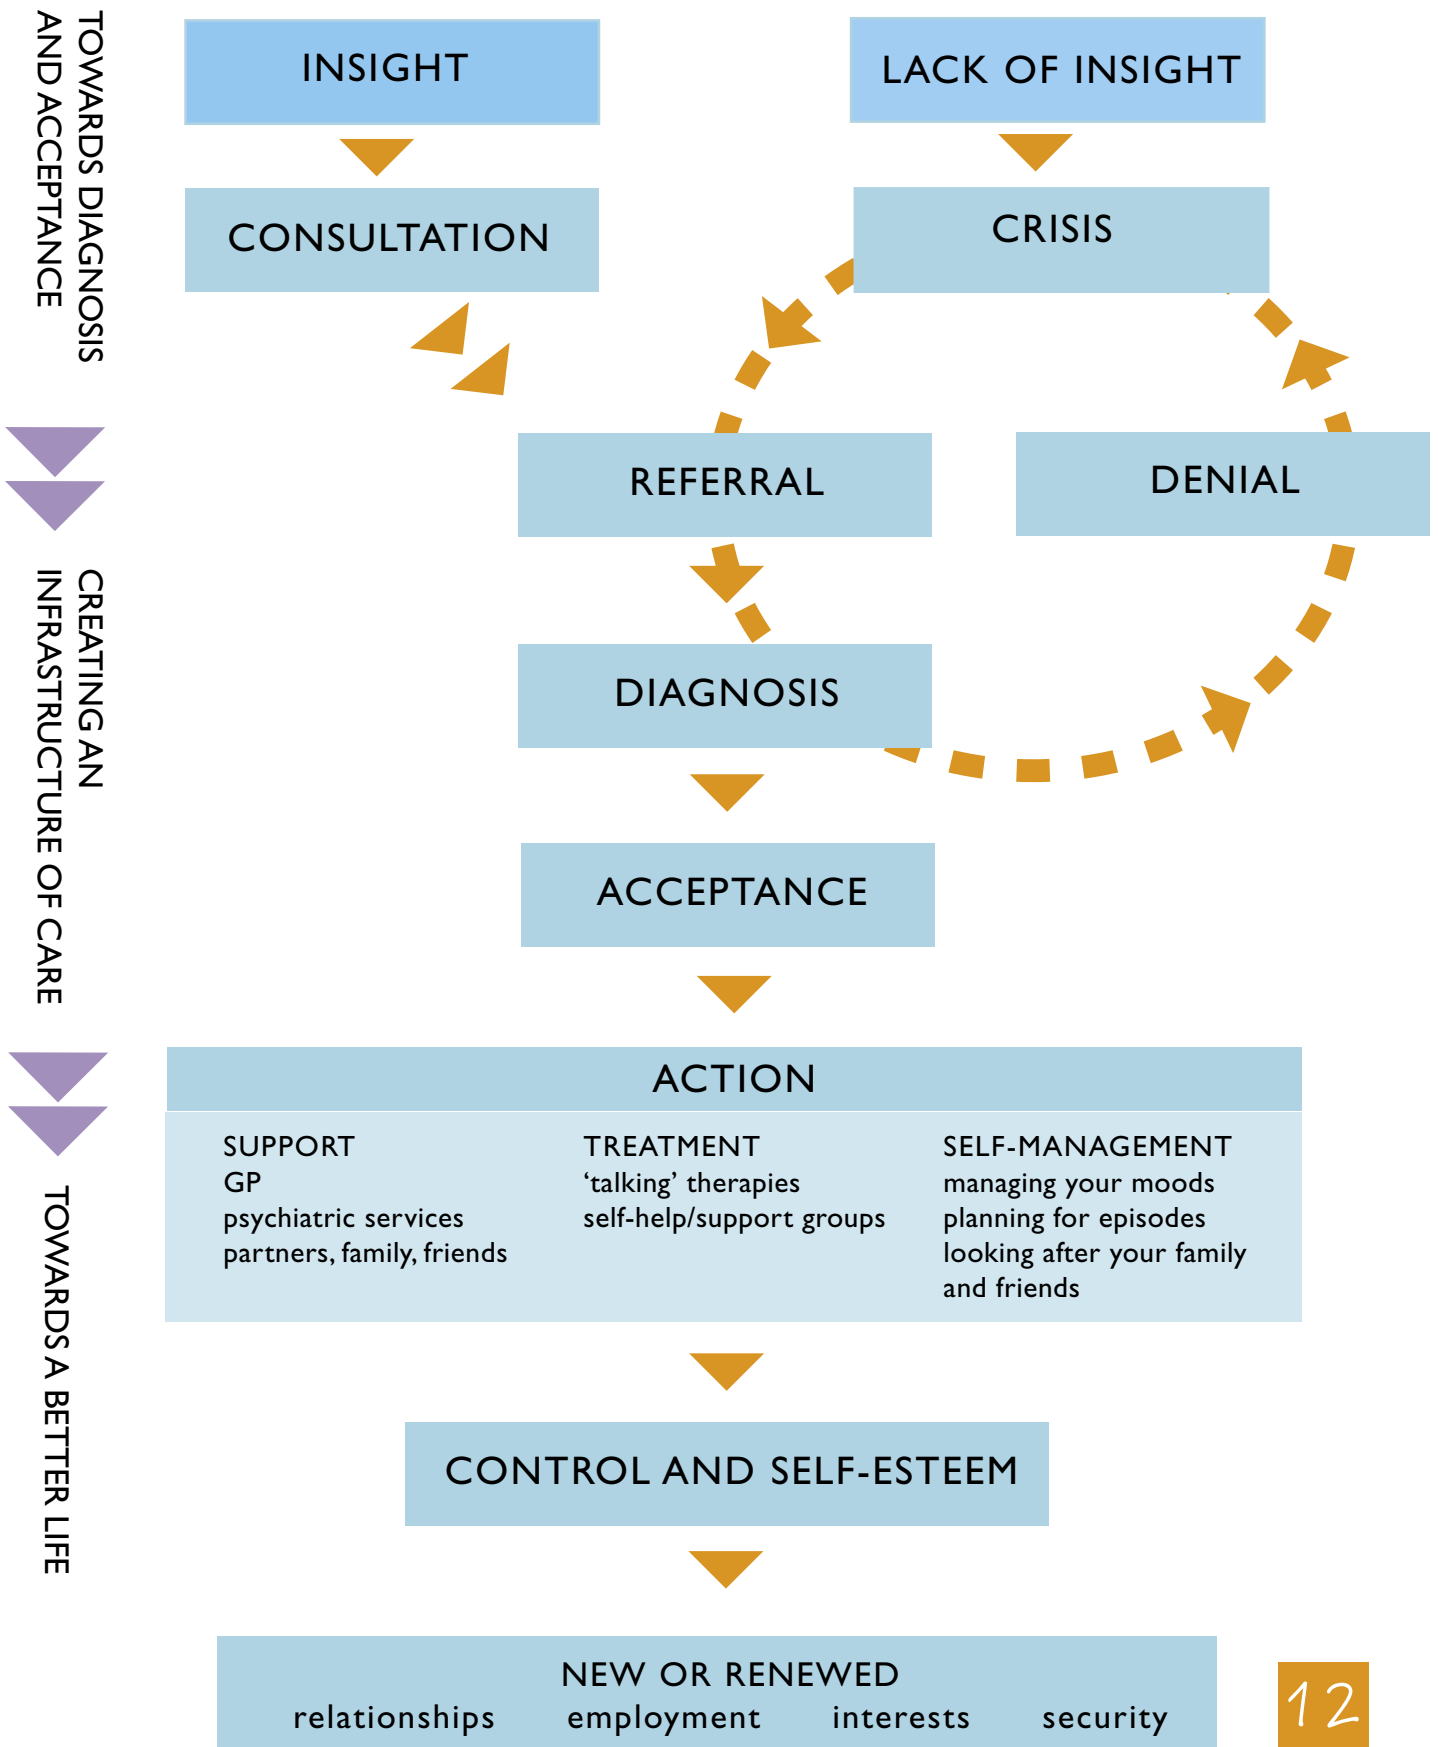 TOWARDS DIAGNOSIS
AND ACCEPTANCE
INSIGHT
LACK OF INSIGHT
CONSULTATION
CRISIS
REFERRAL
DENIAL
CREATING AN
INFRASTRUCTURE OF CARE
DIAGNOSIS
ACCEPTANCE
ACTION
SUPPORT
GP
psychiatric services
partners, family, friends
TREATMENT
‘talking’ therapies
self-help/support groups
SELF-MANAGEMENT
managing your moods
planning for episodes
looking after your family
and friends
TOWARDS A BETTER LIFE
CONTROL AND SELF-ESTEEM
NEW OR RENEWED
relationships employment interests security
12